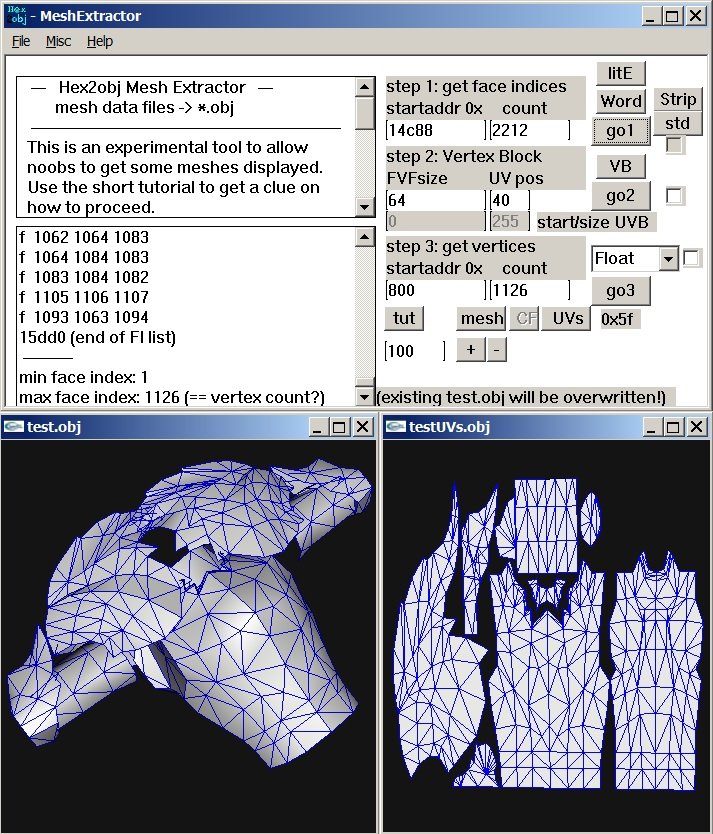 Hex obj - MeshExtractor
File Misc Help
— Hex2obj Mesh Extractor —
mesh data files -> *.obj
This is an experimental tool to allow
noobs to get some meshes displayed.
Use the short tutorial to get a clue on
how to proceed.
f 1062 1064 1083
f 1064 1084 1083
f 1083 1084 1082
f 1105 1106 1107
f 1093 1063 1094
15dd0 (end of FI list)
min face index: 1
max face index: 1126 (== vertex count?)
step 1: get face indices
startaddr 0x count
14c88 2212
litE
Word Strip
go1 std
step 2: Vertex Block
FVFsize UV pos
64 40
0 255 start/size UVB
VB
go2
step 3: get vertices
startaddr 0x count
800 1126
Float
go3
tut mesh CF UVs 0x5f
100 + -
(existing test.obj will be overwritten!)
test.obj
testUVs.obj